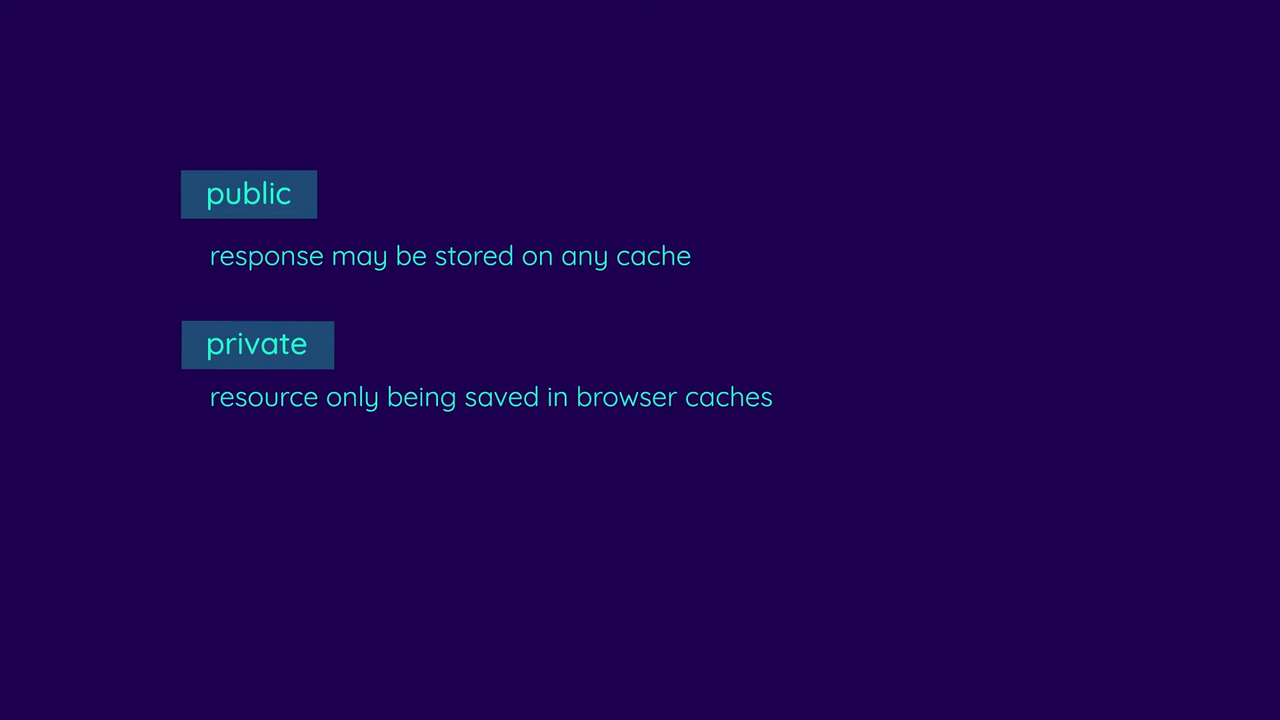 public
response may be stored on any cache
private
resource only being saved in browser caches